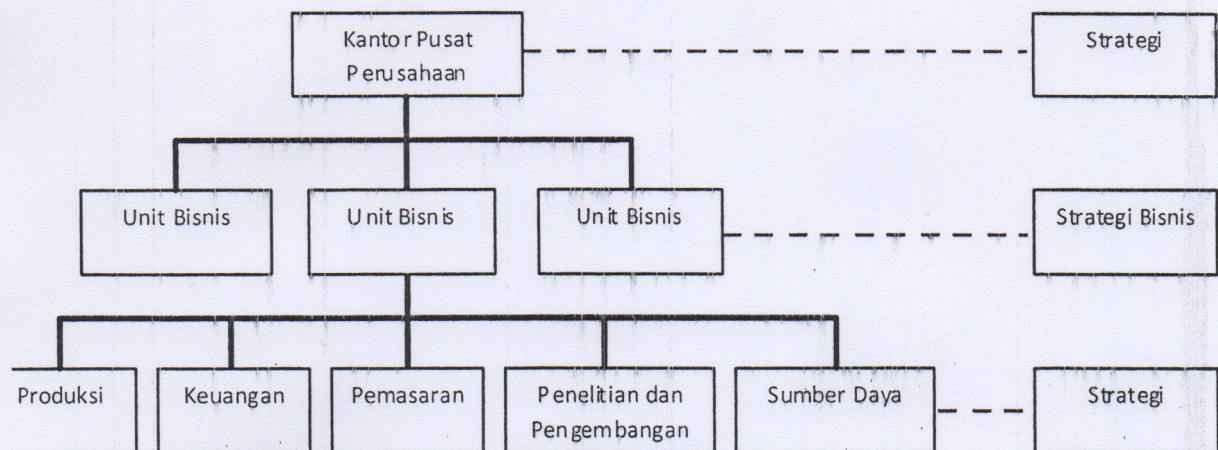 Kantor Pusat
Perusahaan
Strategi
Unit Bisnis
Unit Bisnis
Unit Bisnis
Strategi Bisnis
Produksi
Keuangan
Pemasaran
Penelitian dan
Pengembangan
Sumber Daya
Strategi